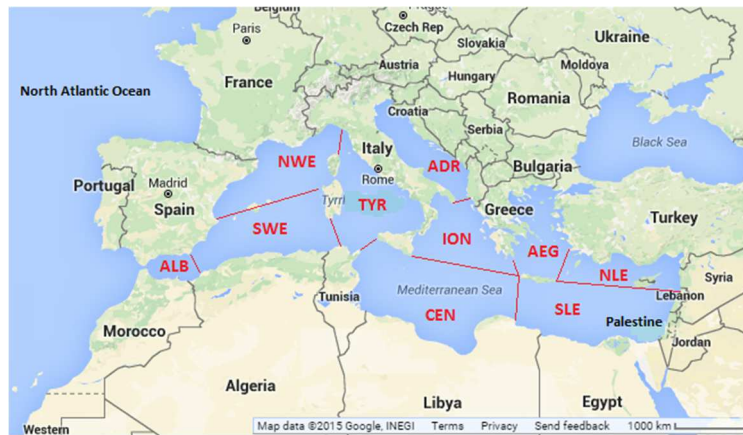 Belgium
Prague
Paris
Czech Rep
Ukraine
Slovakia
Austria
Moldova
France
Hungary
North Atlantic Ocean
Croatia
Romania
Serbia
Italy
NWE
ADR
Black Sea
Bulgaria
Portugal
Madrid
Rome
Spain
Tyrr
TYR
Greece
Turkey
SWE
ION
AEG
ALB
NLE
Syria
Mediterranean Sea
Lebanon
Tunisia
CEN
SLE
Palestine
Morocco
Jordan
Algeria
Libya
Egypt
Western
Map data ©2015 Google, INEGI Terms Privacy Send feedback 1000 km